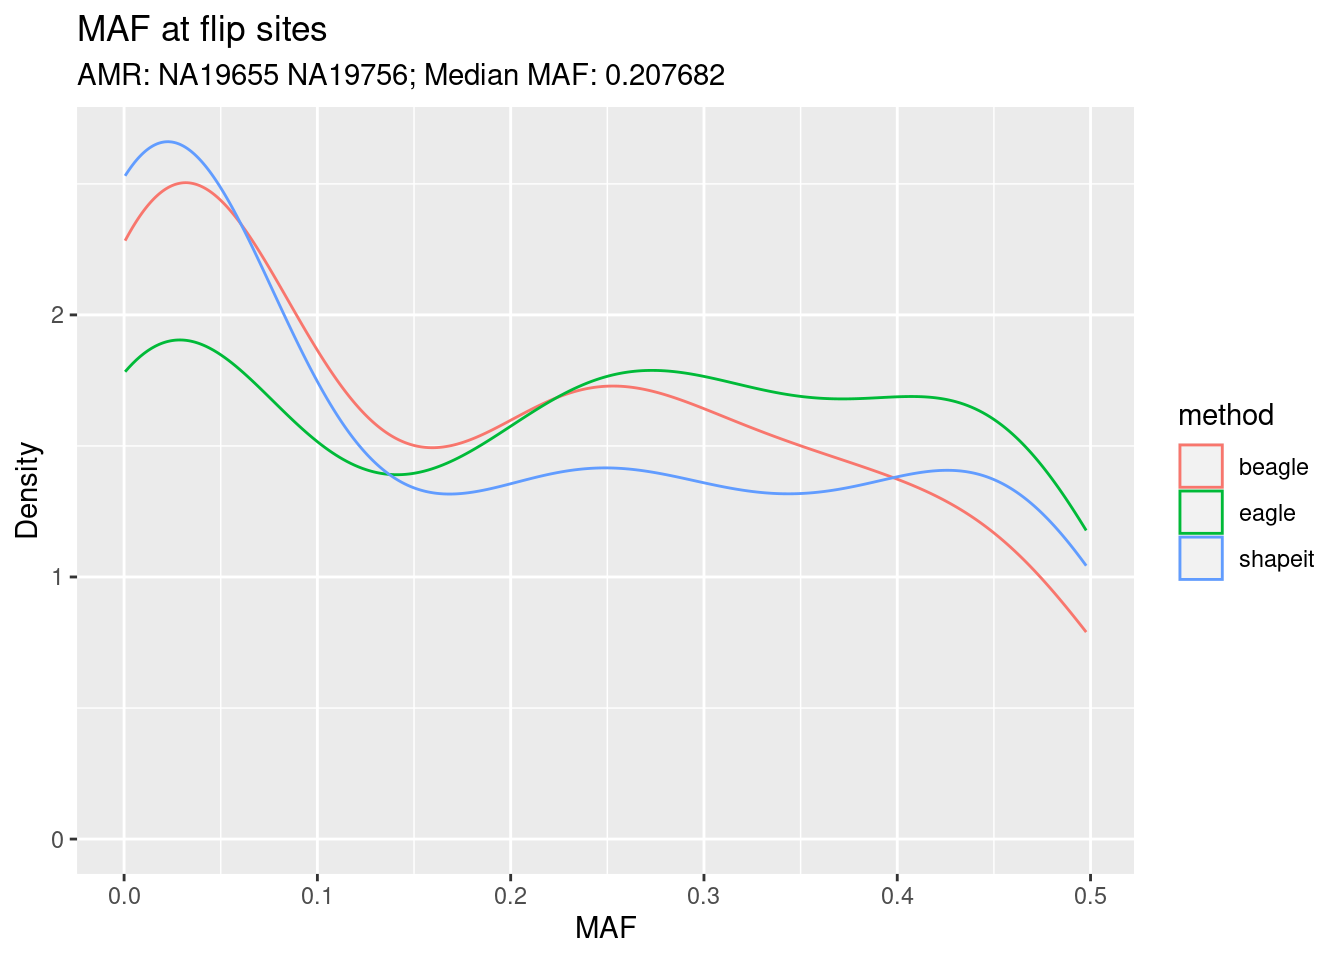 MAF at flip sites
AMR: NA19655 NA19756; Median MAF: 0.207682
Density
2
1
0
0.0 0.1 0.2 0.3 0.4 0.5
MAF
method
beagle
eagle
shapeit